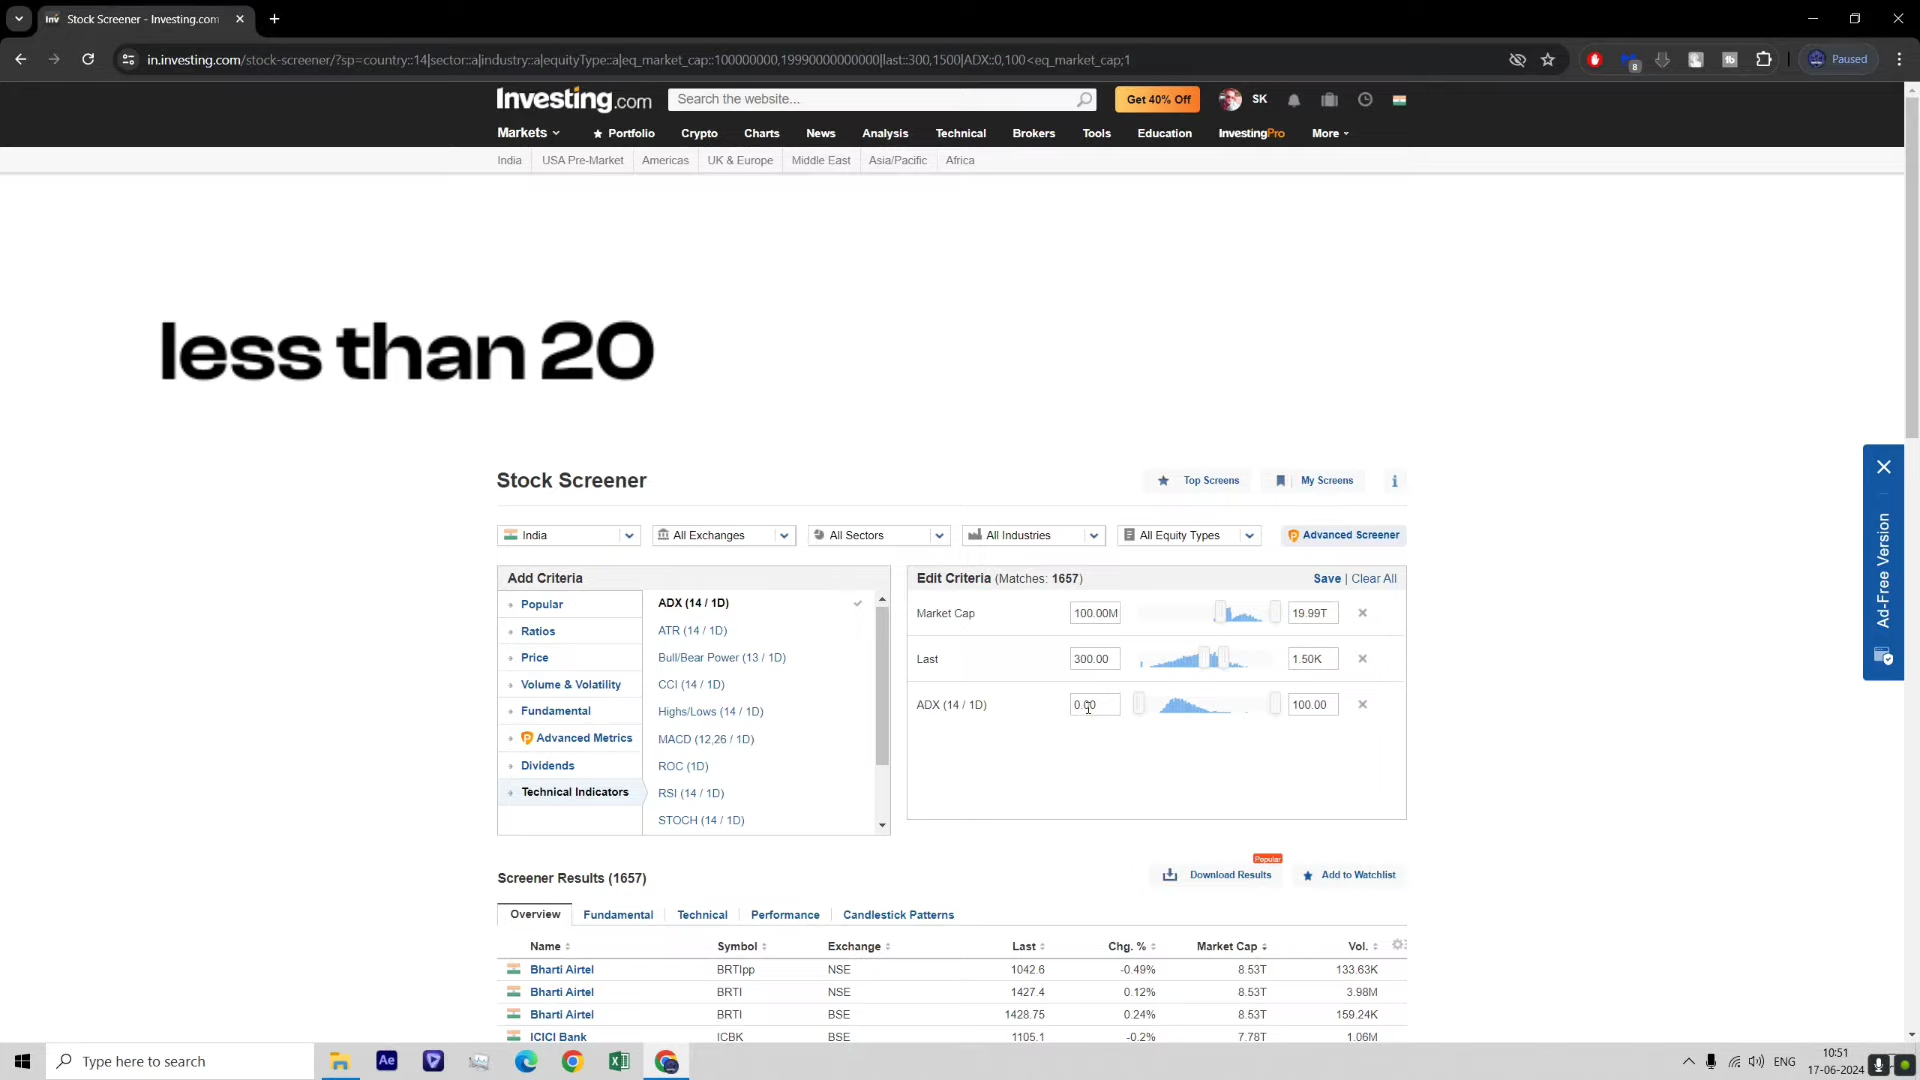 Inv Stock Screener - Investing.com
in.investing.com/stock-screener/?sp=country::14|sector::a|industry::a|equityType::a|eq_market_cap::100000000,19990000000000|last::300,1500|ADX::0,100<eq_market_cap;1
8
Paused
Investing.com
Search the website...
Get 40% Off
SK
Markets
Portfolio
Crypto
Charts
News
Analysis
Technical
Brokers
Tools
Education
InvestingPro
More
India
USA Pre-Market
Americas
UK & Europe
Middle East
Asia/Pacific
Africa
less than 20
Ad-Free Version
Stock Screener
Top Screens
My Screens
India
All Exchanges
All Sectors
All Industries
All Equity Types
Advanced Screener
Add Criteria
Popular
Ratios
Price
Volume & Volatility
Fundamental
Advanced Metrics
Dividends
Technical Indicators
ADX (14 / 1D)
ATR (14 / 1D)
Bull/Bear Power (13 / 1D)
CCI (14 / 1D)
Highs/Lows (14 / 1D)
MACD (12,26 / 1D)
ROC (1D)
RSI (14 / 1D)
STOCH (14 / 1D)
Edit Criteria (Matches: 1657)
Save | Clear All
Market Cap 100.00M 19.99T
Last 300.00 1.50K
ADX (14 / 1D) 0.00 100.00
Screener Results (1657)
Popular
Download Results
Add to Watchlist
Overview Fundamental Technical Performance Candlestick Patterns
Name Symbol Exchange Last Chg. % Market Cap Vol.
Bharti Airtel BRTIpp NSE 1042.6 -0.49% 8.53T 133.63K
Bharti Airtel BRTI NSE 1427.4 0.12% 8.53T 3.98M
Bharti Airtel BRTI BSE 1428.75 0.24% 8.53T 159.24K
ICICI Bank ICBK BSE 1105.1 -0.2% 7.78T 1.06M
Type here to search
Ae
ENG
10:51
17-06-2024